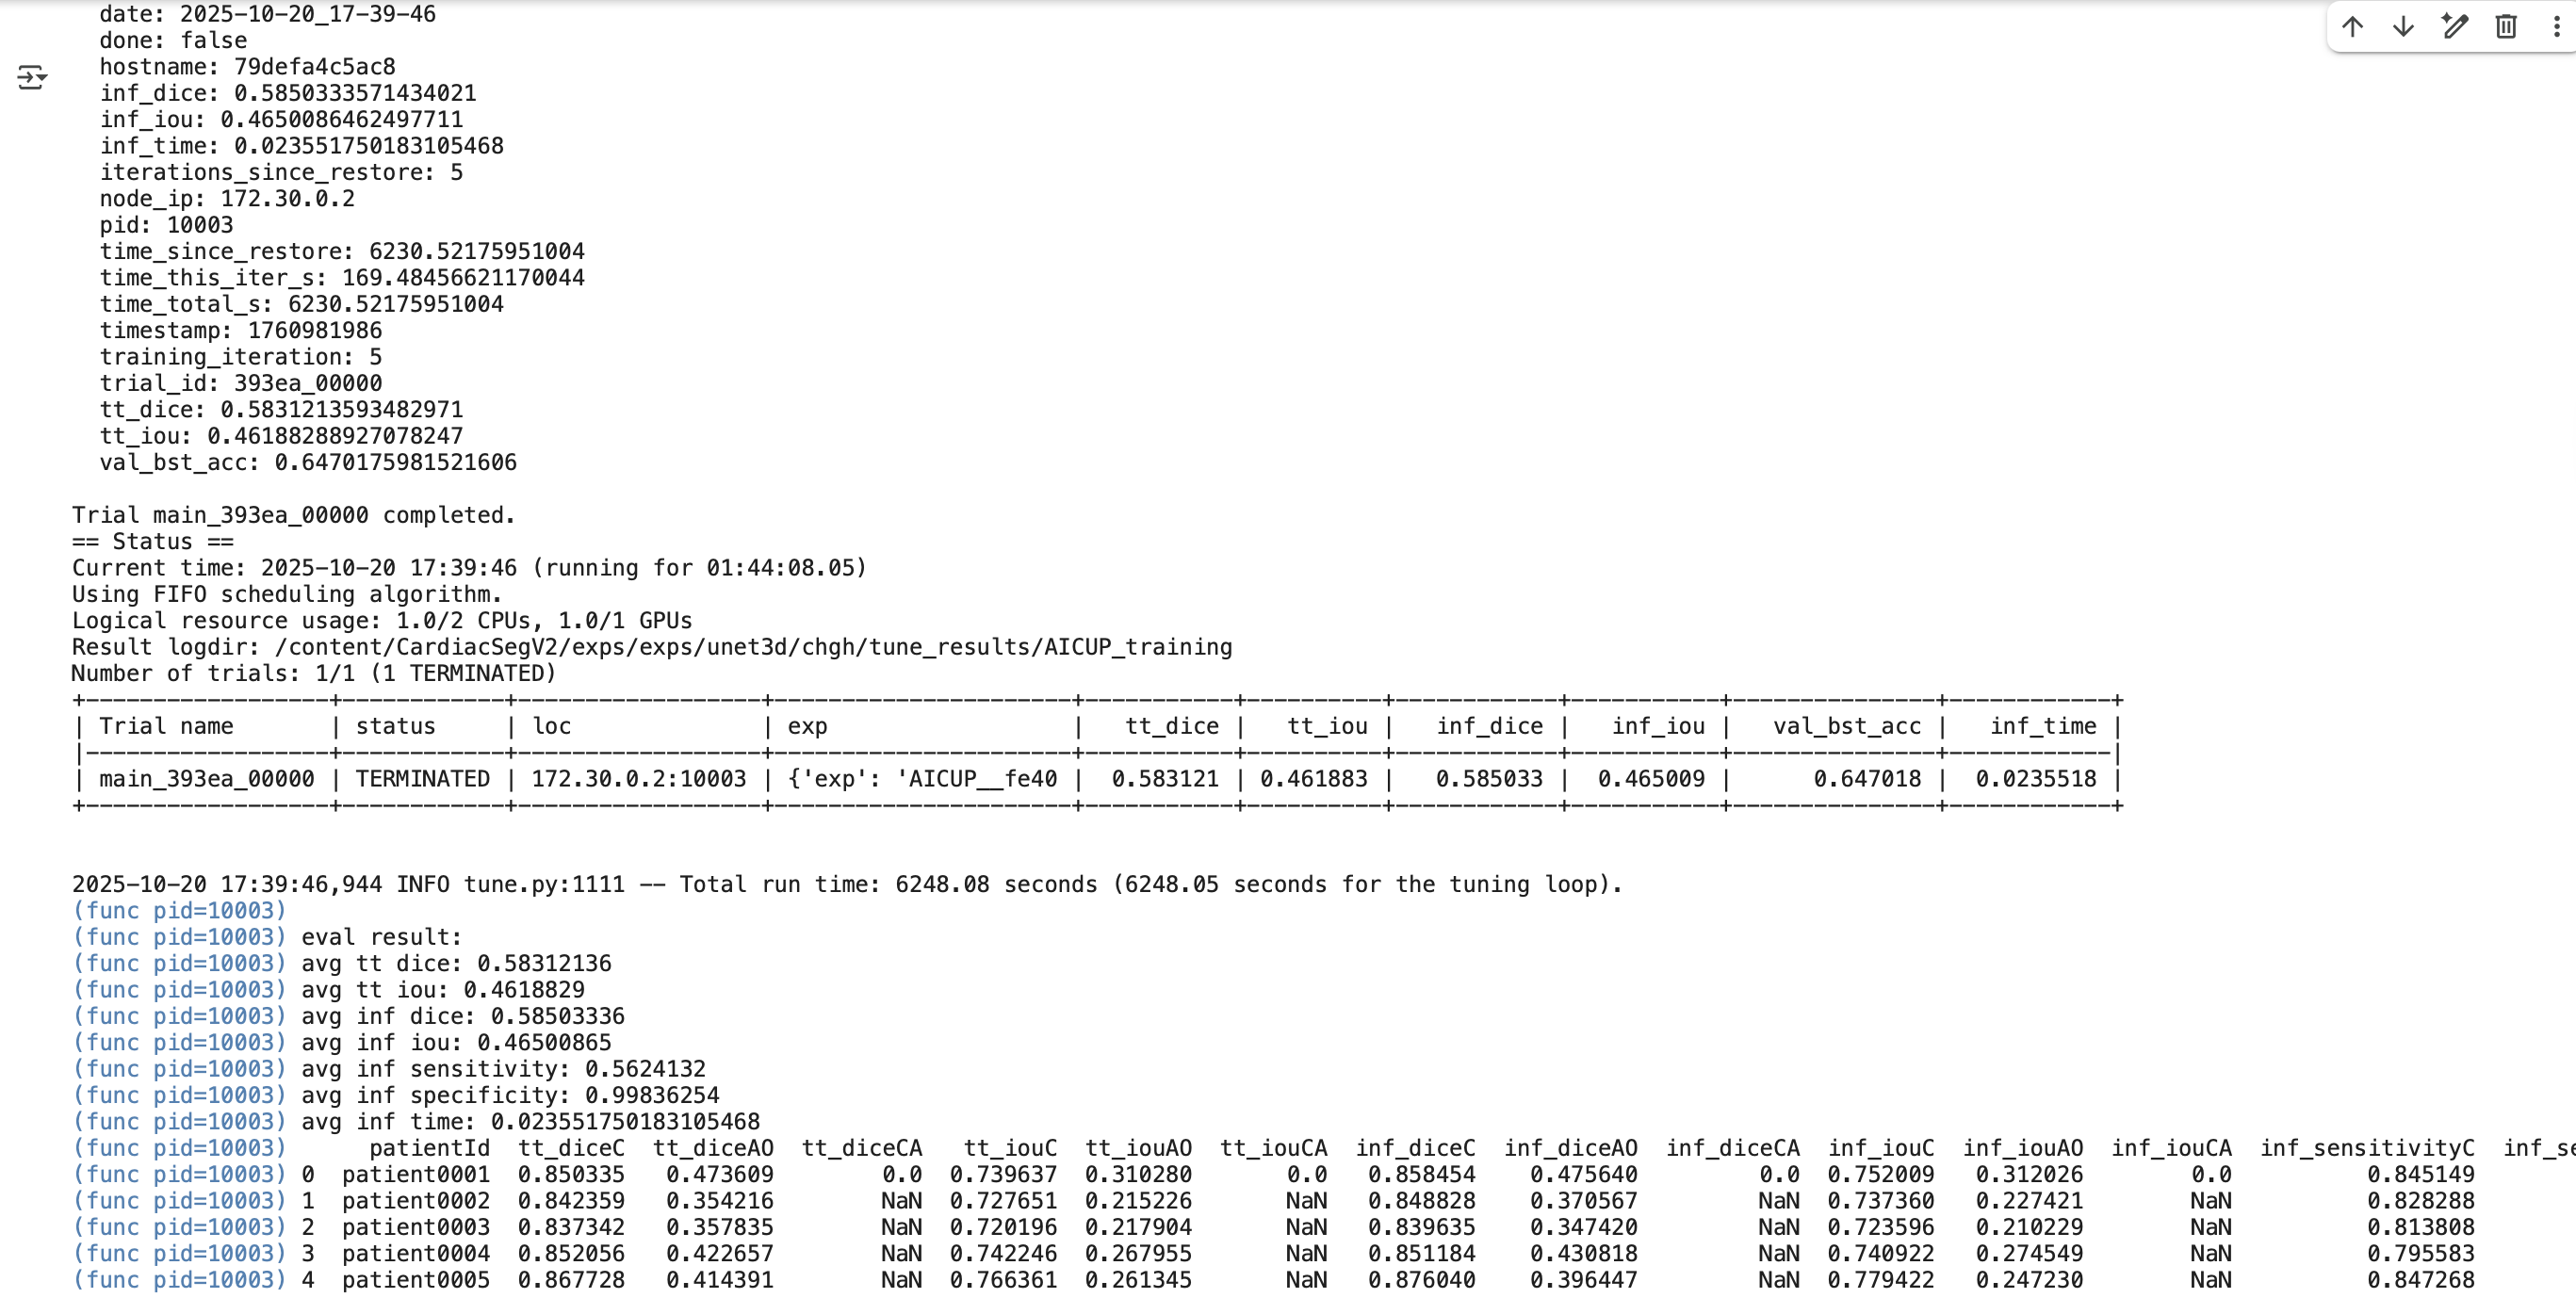 date: 2025-10-20_17-39-46
done: false
hostname: 79defa4c5ac8
inf_dice: 0.5850333571434021
inf_iou: 0.4650086462497711
inf_time: 0.023551750183105468
iterations_since_restore: 5
node_ip: 172.30.0.2
pid: 10003
time_since_restore: 6230.52175951004
time_this_iter_s: 169.48456621170044
time_total_s: 6230.52175951004
timestamp: 1760981986
training_iteration: 5
trial_id: 393ea_00000
tt_dice: 0.5831213593482971
tt_iou: 0.46188288927078247
val_bst_acc: 0.6470175981521606
Trial main_393ea_00000 completed.
== Status ==
Current time: 2025-10-20 17:39:46 (running for 01:44:08.05)
Using FIFO scheduling algorithm.
Logical resource usage: 1.0/2 CPUs, 1.0/1 GPUs
Result logdir: /content/CardiacSegV2/exps/exps/unet3d/chgh/tune_results/AICUP_training
Number of trials: 1/1 (1 TERMINATED)
+------------------+------------+------------------+----------------------+-----------+----------+------------+-----------+---------------+------------+
| Trial name       | status     | loc              | exp                  |   tt_dice |   tt_iou |   inf_dice |   inf_iou |   val_bst_acc |   inf_time |
|------------------+------------+------------------+----------------------+-----------+----------+------------+-----------+---------------+------------|
| main_393ea_00000 | TERMINATED | 172.30.0.2:10003 | {'exp': 'AICUP__fe40 |  0.583121 | 0.461883 |   0.585033 |  0.465009 |      0.647018 |  0.0235518 |
+------------------+------------+------------------+----------------------+-----------+----------+------------+-----------+---------------+------------+
2025-10-20 17:39:46,944 INFO tune.py:1111 -- Total run time: 6248.08 seconds (6248.05 seconds for the tuning loop).
(func pid=10003)
(func pid=10003) eval result:
(func pid=10003) avg tt dice: 0.58312136
(func pid=10003) avg tt iou: 0.4618829
(func pid=10003) avg inf dice: 0.58503336
(func pid=10003) avg inf iou: 0.46500865
(func pid=10003) avg inf sensitivity: 0.5624132
(func pid=10003) avg inf specificity: 0.99836254
(func pid=10003) avg inf time: 0.023551750183105468
(func pid=10003)      patientId  tt_diceC  tt_diceAO  tt_diceCA   tt_iouC  tt_iouAO  tt_iouCA  inf_diceC  inf_diceAO  inf_diceCA  inf_iouC  inf_iouAO  inf_iouCA  inf_sensitivityC  inf_se
(func pid=10003) 0  patient0001  0.850335   0.473609        0.0  0.739637  0.310280       0.0   0.858454    0.475640         0.0  0.752009   0.312026        0.0          0.845149
(func pid=10003) 1  patient0002  0.842359   0.354216        NaN  0.727651  0.215226       NaN   0.848828    0.370567         NaN  0.737360   0.227421        NaN          0.828288
(func pid=10003) 2  patient0003  0.837342   0.357835        NaN  0.720196  0.217904       NaN   0.839635    0.347420         NaN  0.723596   0.210229        NaN          0.813808
(func pid=10003) 3  patient0004  0.852056   0.422657        NaN  0.742246  0.267955       NaN   0.851184    0.430818         NaN  0.740922   0.274549        NaN          0.795583
(func pid=10003) 4  patient0005  0.867728   0.414391        NaN  0.766361  0.261345       NaN   0.876040    0.396447         NaN  0.779422   0.247230        NaN          0.847268